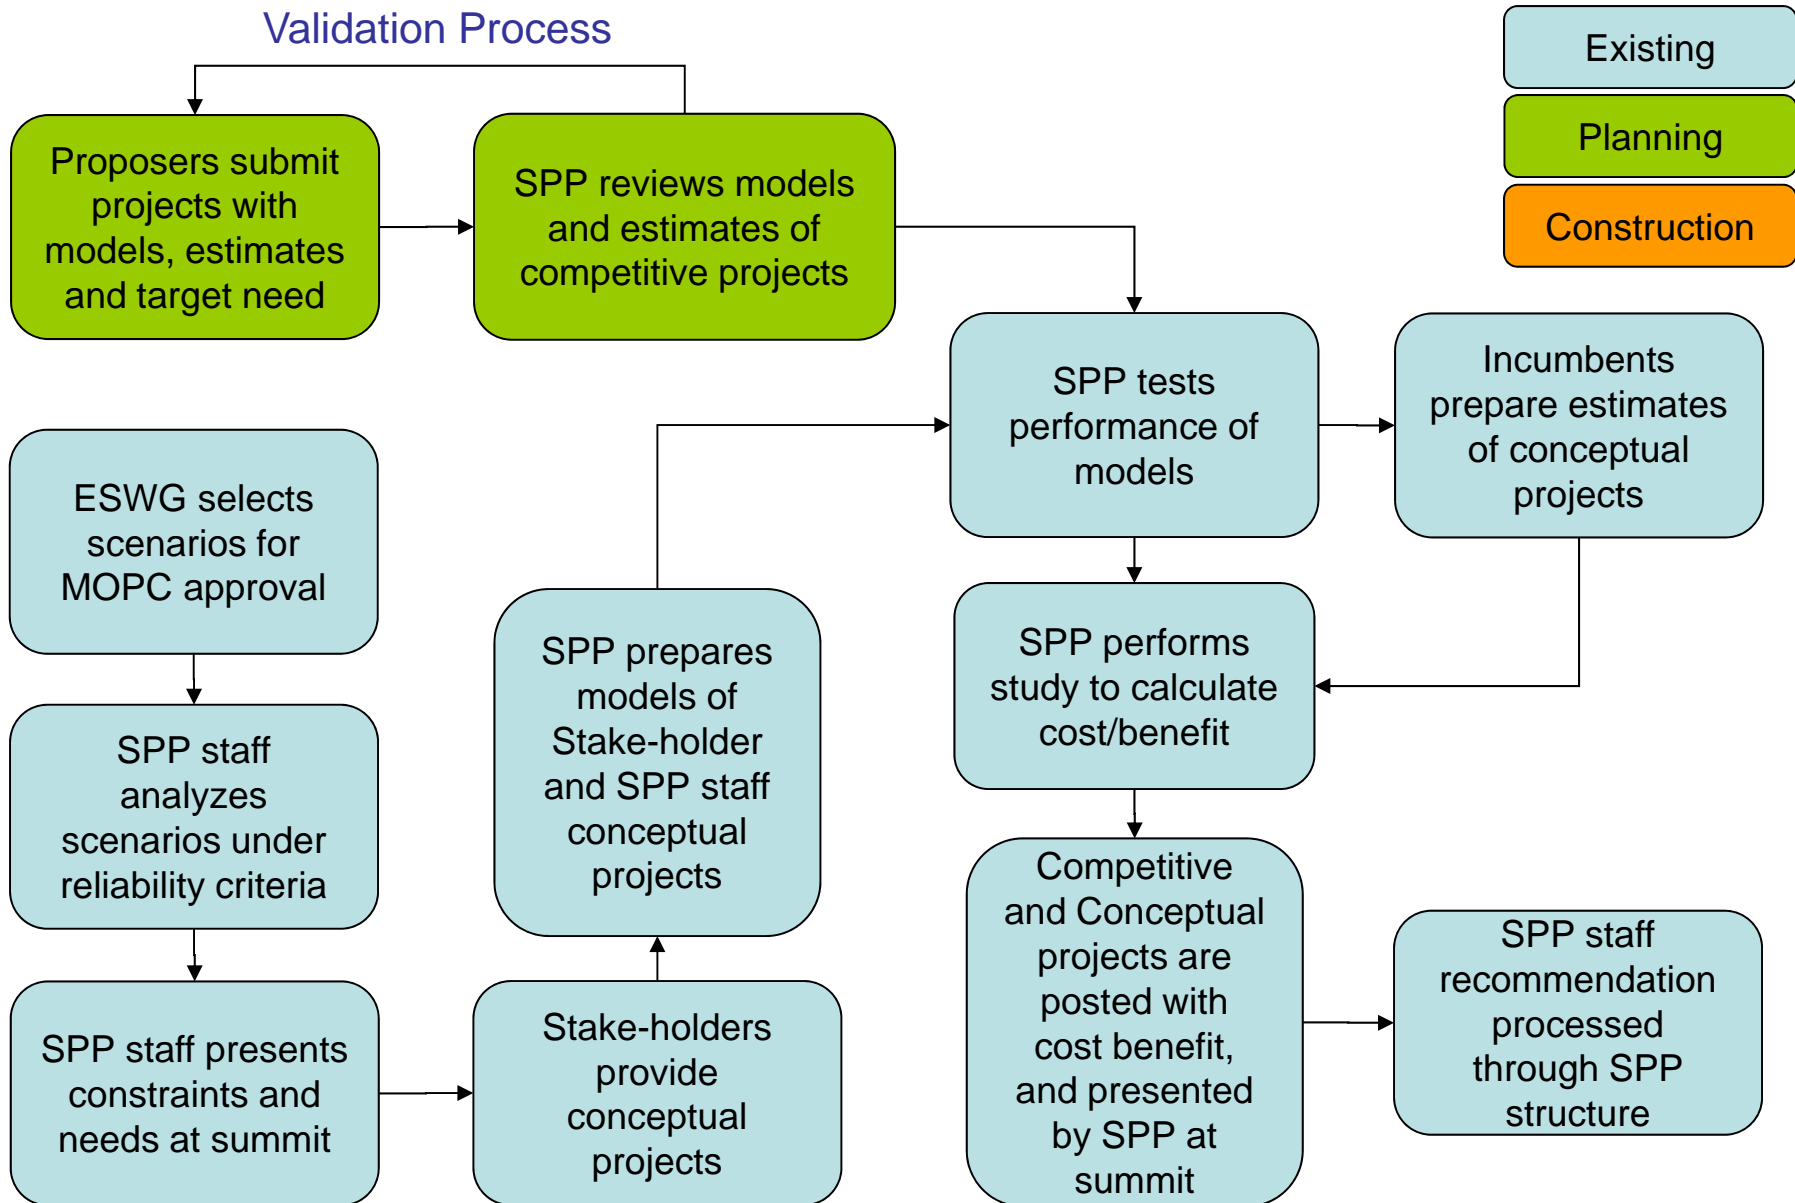 Validation Process
Existing
Planning
Construction
Proposers submit
projects with
models, estimates
and target need
SPP reviews models
and estimates of
competitive projects
SPP tests
performance of
models
Incumbents
prepare estimates
of conceptual
projects
ESWG selects
scenarios for
MOPC approval
SPP staff
analyzes
scenarios under
reliability criteria
SPP staff presents
constraints and
needs at summit
Stake-holders
provide
conceptual
projects
SPP prepares
models of
Stake-holder
and SPP staff
conceptual
projects
SPP performs
study to calculate
cost/benefit
Competitive
and Conceptual
projects are
posted with
cost benefit,
and presented
by SPP at
summit
SPP staff
recommendation
processed
through SPP
structure